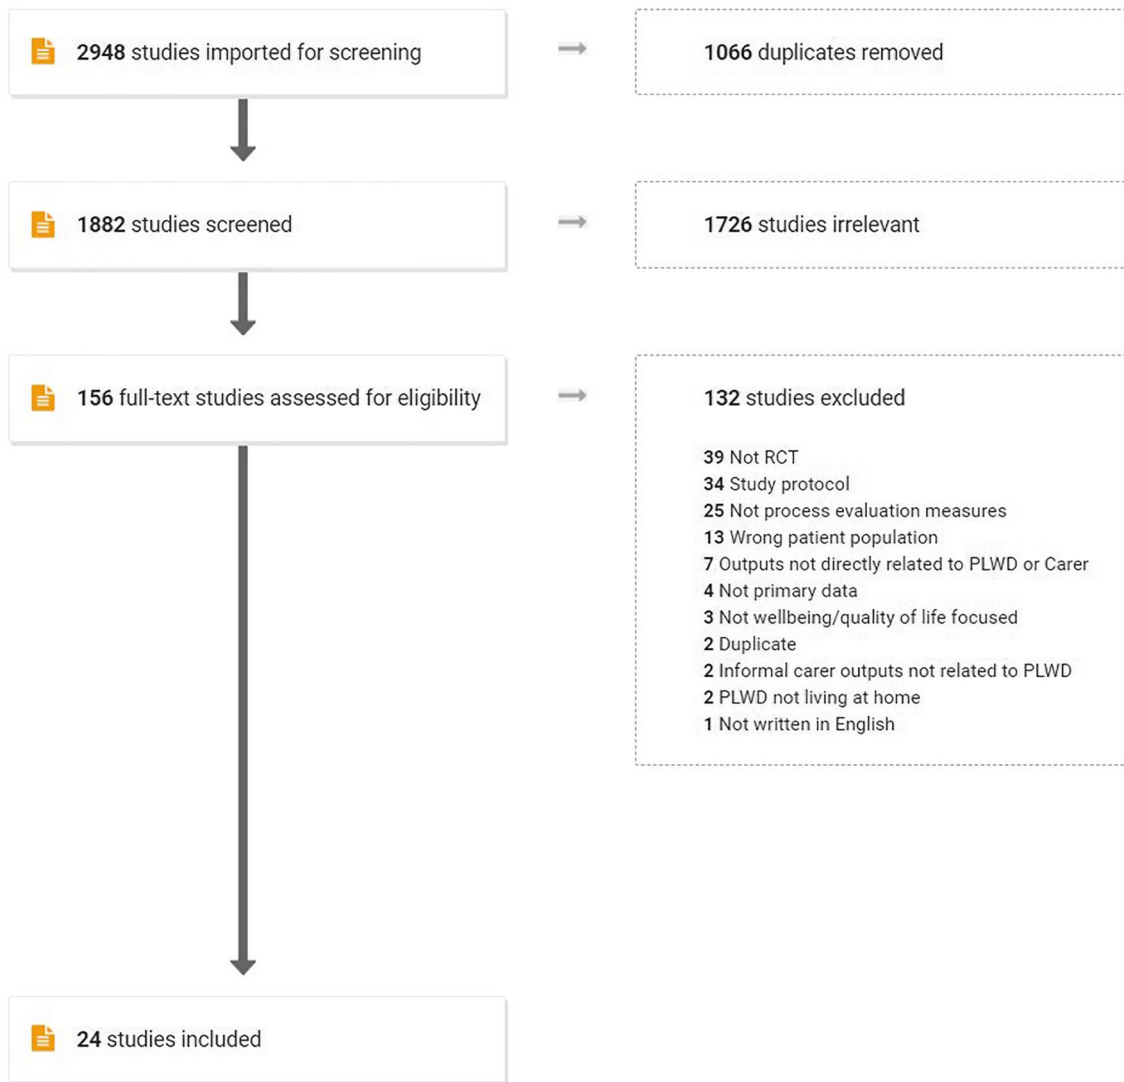 2948 studies imported for screening
1066 duplicates removed
1882 studies screened
1726 studies irrelevant
156 full-text studies assessed for eligibility
132 studies excluded
39 Not RCT
34 Study protocol
25 Not process evaluation measures
13 Wrong patient population
7 Outputs not directly related to PLWD or Carer
4 Not primary data
3 Not wellbeing/quality of life focused
2 Duplicate
2 Informal carer outputs not related to PLWD
2 PLWD not living at home
1 Not written in English
24 studies included